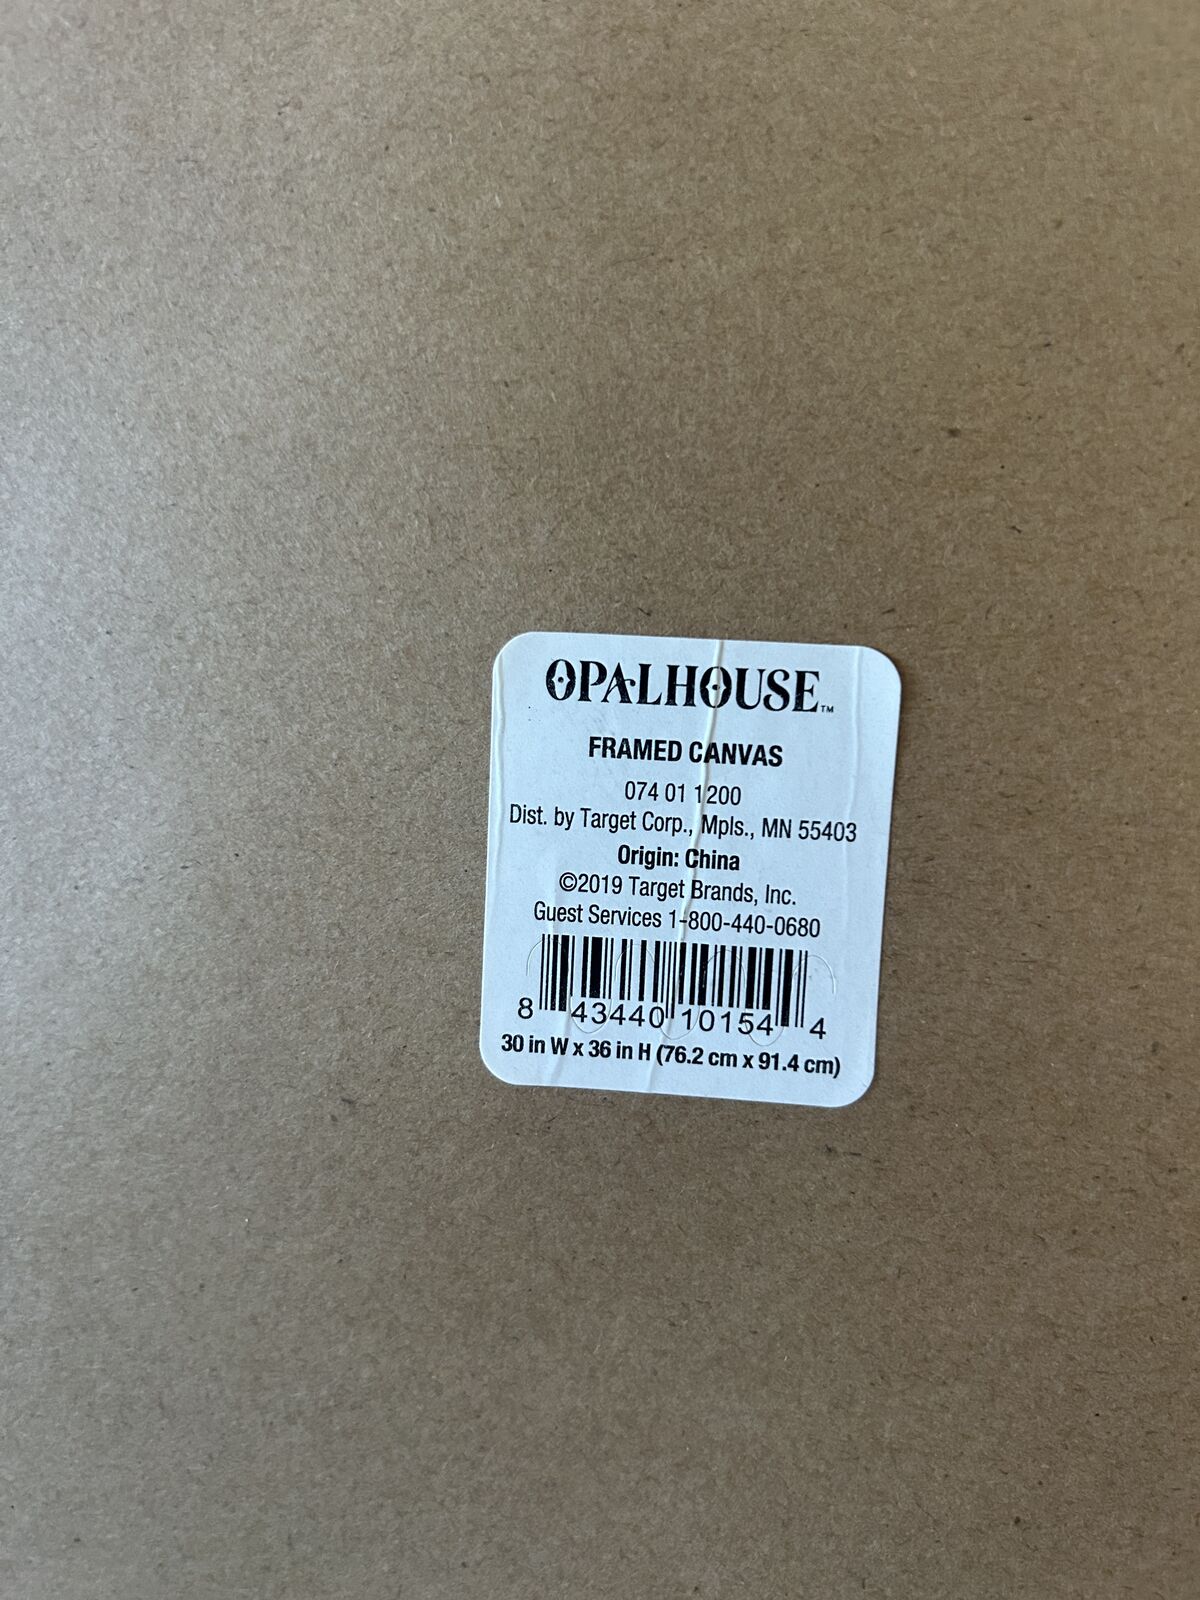 OPALHOUSE™
FRAMED CANVAS
074 01 1200
Dist. by Target Corp., Mpls., MN 55403
Origin: China
©2019 Target Brands, Inc.
Guest Services 1-800-440-0680
8 43440 10154 4
30 in W x 36 in H (76.2 cm x 91.4 cm)